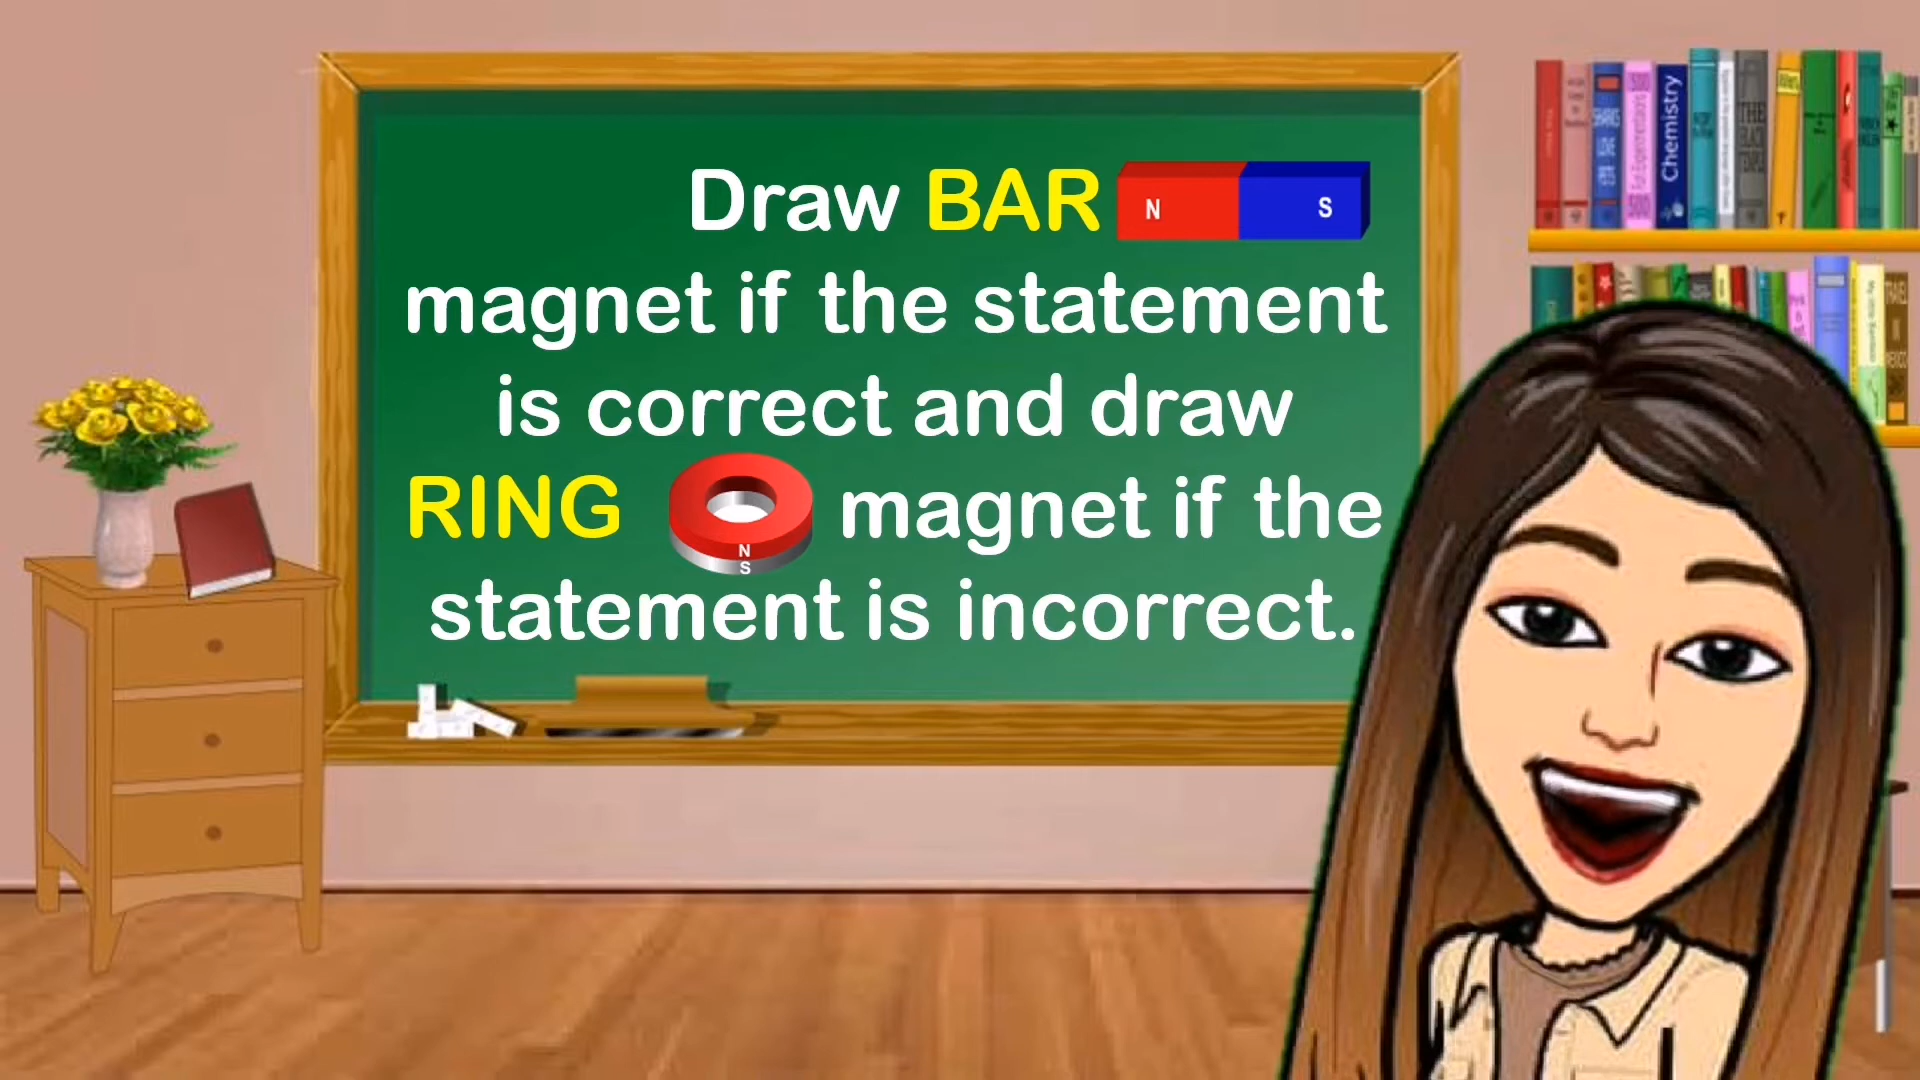 Draw BAR N S
magnet if the statement
is correct and draw
RING N S magnet if the
statement is incorrect.
Chemistry